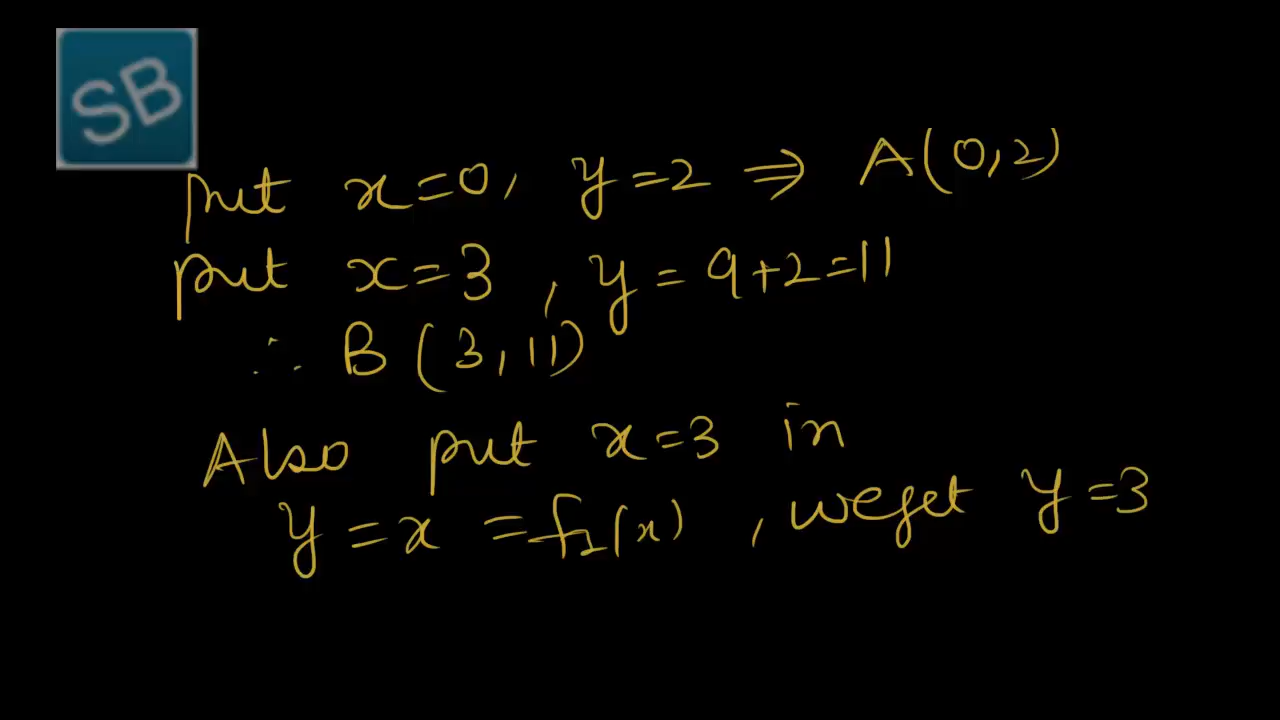 SB
put x=0, y=2 ⇒ A(0,2)
put x=3, y=9+2=11
∴ B(3,11)
Also put x=3 in
y=x=f₂(x), we get y=3